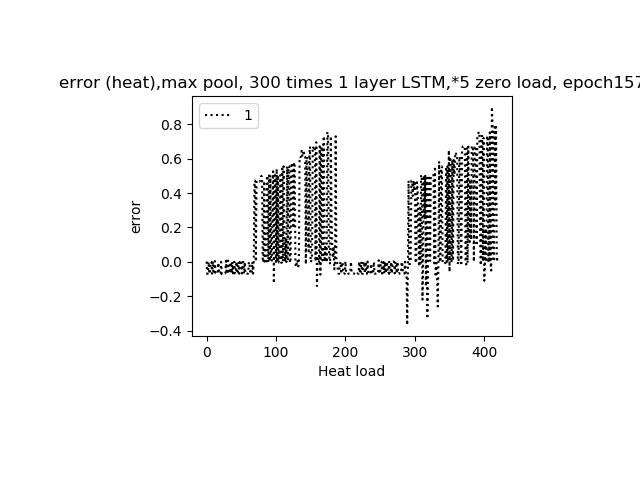 error (heat),max pool, 300 times 1 layer LSTM,*5 zero load, epoch157
1
0.8
0.6
0.4
0.2
0.0
−0.2
−0.4
error
0 100 200 300 400
Heat load